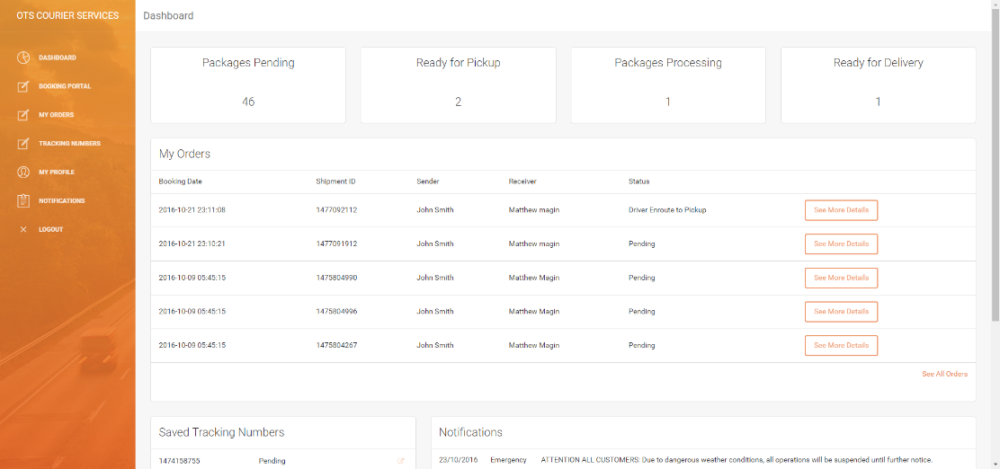 OTS COURIER SERVICES
Dashboard
DASHBOARD
BOOKING PORTAL
MY ORDERS
TRACKING NUMBERS
MY PROFILE
NOTIFICATIONS
LOGOUT
Packages Pending
46
Ready for Pickup
2
Packages Processing
1
Ready for Delivery
1
My Orders
Booking Date Shipment ID Sender Receiver Status
2016-10-21 23:11:08 1477092112 John Smith Matthew magin Driver Enroute to Pickup See More Details
2016-10-21 23:10:21 1477091912 John Smith Matthew magin Pending See More Details
2016-10-09 05:45:15 1475804990 John Smith Matthew Magin Pending See More Details
2016-10-09 05:45:15 1475804996 John Smith Matthew Magin Pending See More Details
2016-10-09 05:45:15 1475804267 John Smith Matthew Magin Pending See More Details
See All Orders
Saved Tracking Numbers
1474158755 Pending
Notifications
23/10/2016 Emergency ATTENTION ALL CUSTOMERS: Due to dangerous weather conditions, all operations will be suspended until further notice.